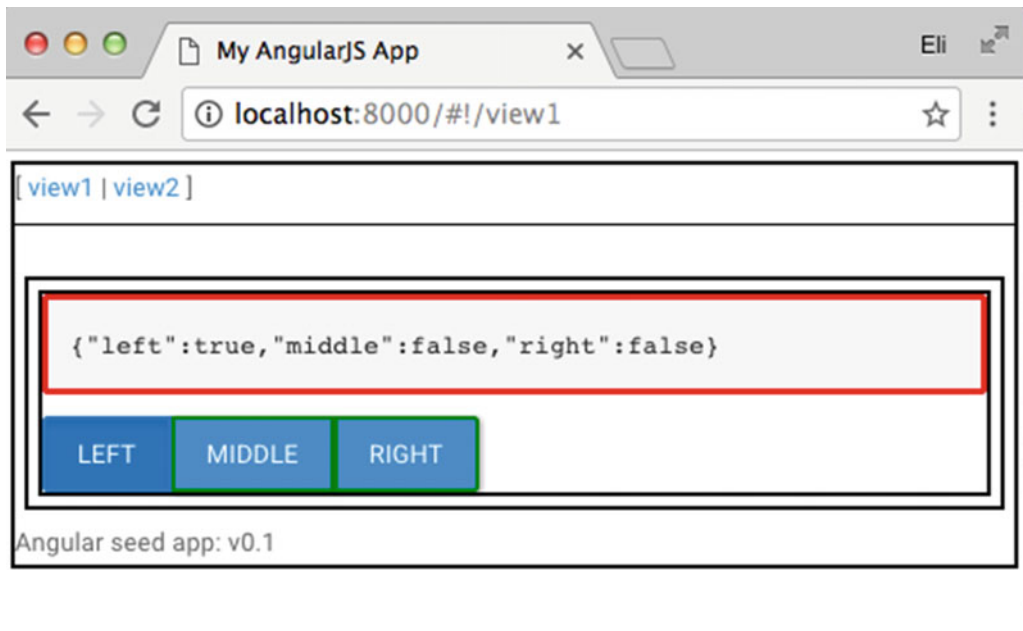 My AngularJS App
Eli
localhost:8000/#!/view1
[ view1 | view2 ]
{"left":true,"middle":false,"right":false}
LEFT MIDDLE RIGHT
Angular seed app: v0.1